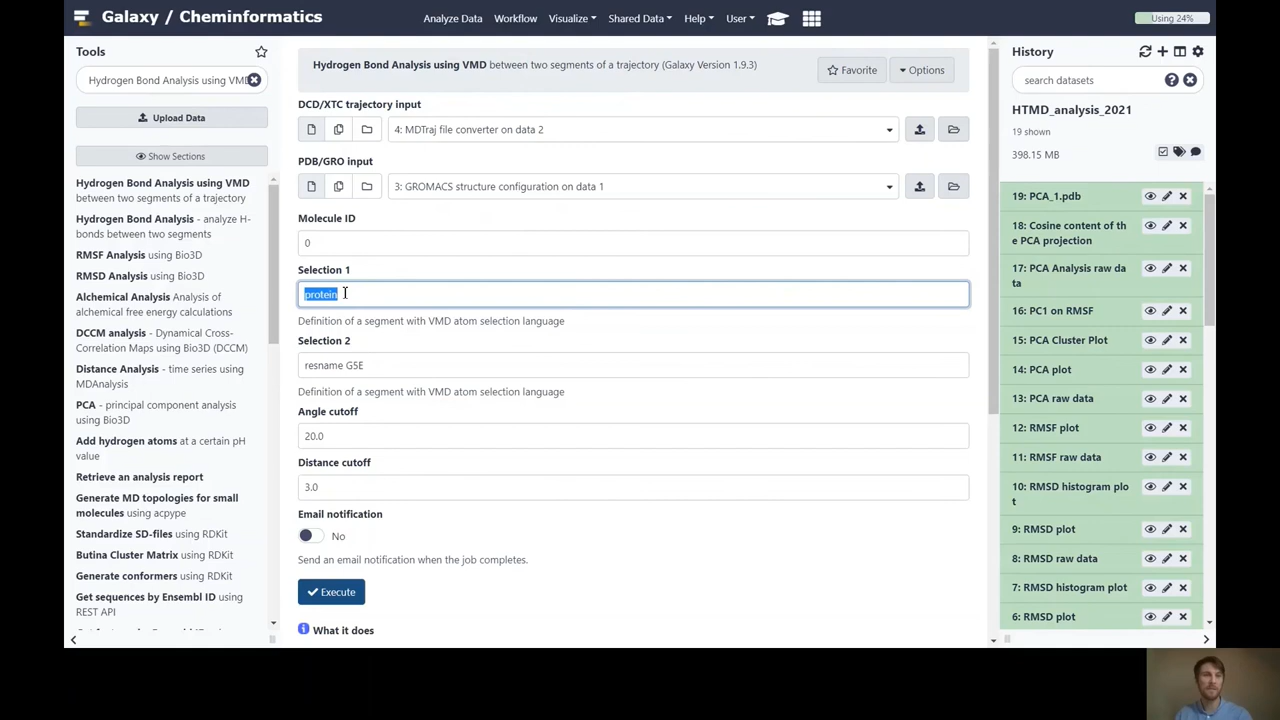 Galaxy / Cheminformatics
Analyze Data
Workflow
Visualize
Shared Data
Help
User
Using 24%
Tools
Hydrogen Bond Analysis using VMD
Upload Data
Show Sections
Hydrogen Bond Analysis using VMD
between two segments of a trajectory
Hydrogen Bond Analysis - analyze H-
bonds between two segments
RMSF Analysis using Bio3D
RMSD Analysis using Bio3D
Alchemical Analysis Analysis of
alchemical free energy calculations
DCCM analysis - Dynamical Cross-
Correlation Maps using Bio3D (DCCM)
Distance Analysis - time series using
MDAnalysis
PCA - principal component analysis
using Bio3D
Add hydrogen atoms at a certain pH
value
Retrieve an analysis report
Generate MD topologies for small
molecules using acpype
Standardize SD-files using RDKit
Butina Cluster Matrix using RDKit
Generate conformers using RDKit
Get sequences by Ensembl ID using
REST API
Hydrogen Bond Analysis using VMD between two segments of a trajectory (Galaxy Version 1.9.3)
Favorite
Options
DCD/XTC trajectory input
4: MDTraj file converter on data 2
PDB/GRO input
3: GROMACS structure configuration on data 1
Molecule ID
0
Selection 1
protein
Definition of a segment with VMD atom selection language
Selection 2
resname G5E
Definition of a segment with VMD atom selection language
Angle cutoff
20.0
Distance cutoff
3.0
Email notification
No
Send an email notification when the job completes.
Execute
What it does
History
search datasets
HTMD_analysis_2021
19 shown
398.15 MB
19: PCA_1.pdb
18: Cosine content of th
e PCA projection
17: PCA Analysis raw da
ta
16: PC1 on RMSF
15: PCA Cluster Plot
14: PCA plot
13: PCA raw data
12: RMSF plot
11: RMSF raw data
10: RMSD histogram plo
t
9: RMSD plot
8: RMSD raw data
7: RMSD histogram plot
6: RMSD plot